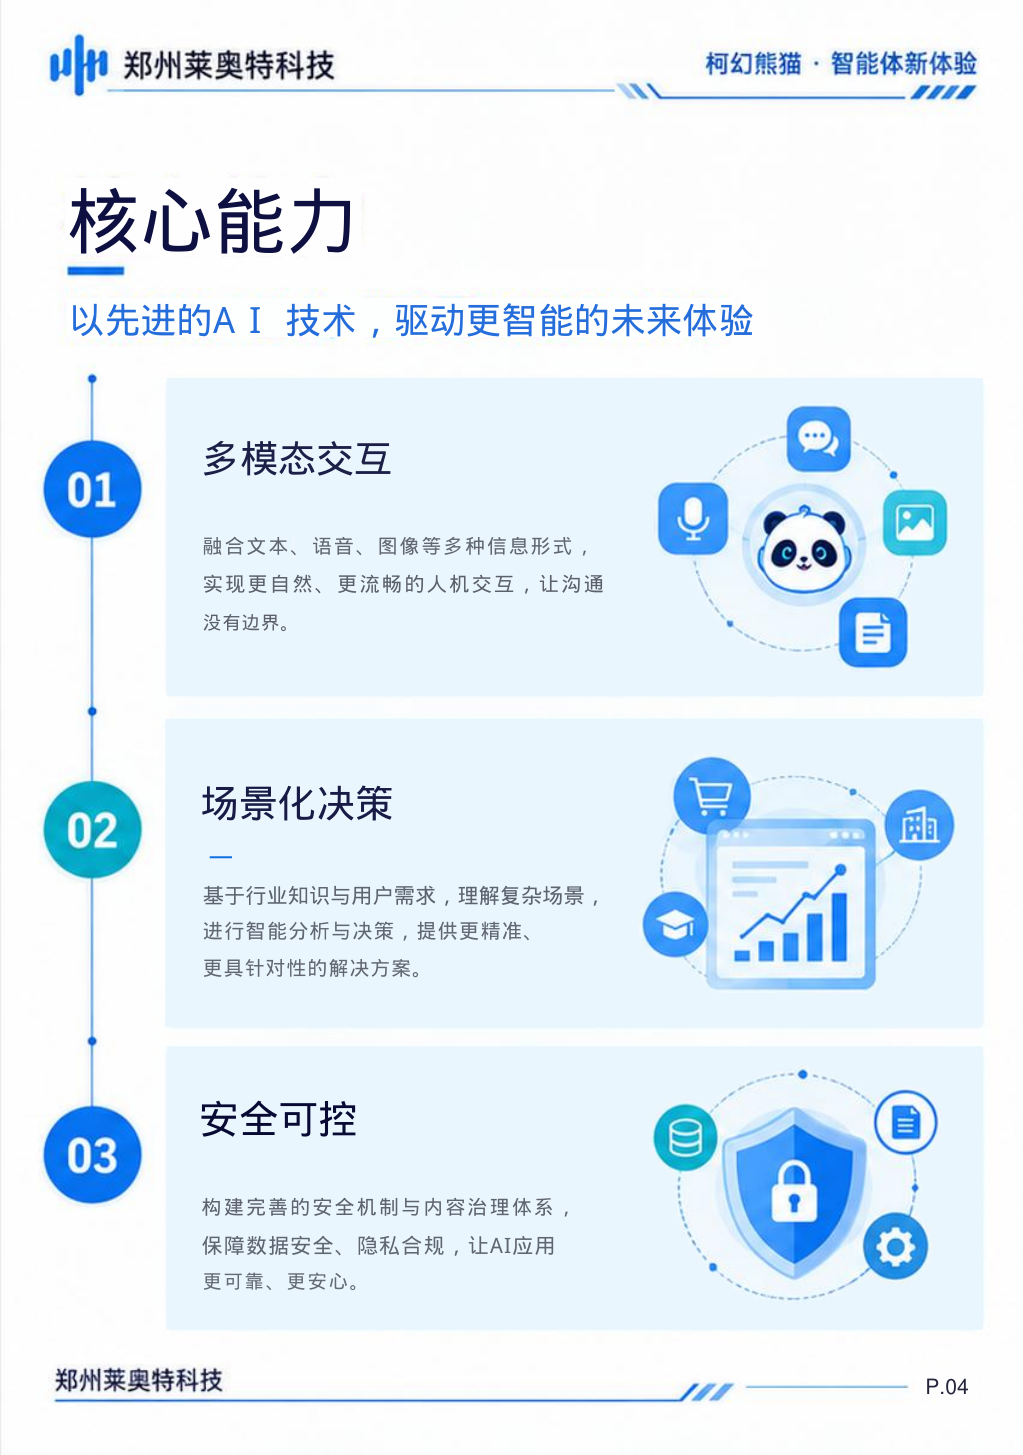 郑州莱奥特科技
柯幻熊猫 · 智能体新体验
核心能力
以先进的AI 技术，驱动更智能的未来体验
01
多模态交互
融合文本、语音、图像等多种信息形式，
实现更自然、更流畅的人机交互，让沟通
没有边界。
02
场景化决策
基于行业知识与用户需求，理解复杂场景，
进行智能分析与决策，提供更精准、
更具针对性的解决方案。
03
安全可控
构建完善的安全机制与内容治理体系，
保障数据安全、隐私合规，让AI应用
更可靠、更安心。
郑州莱奥特科技
P.04